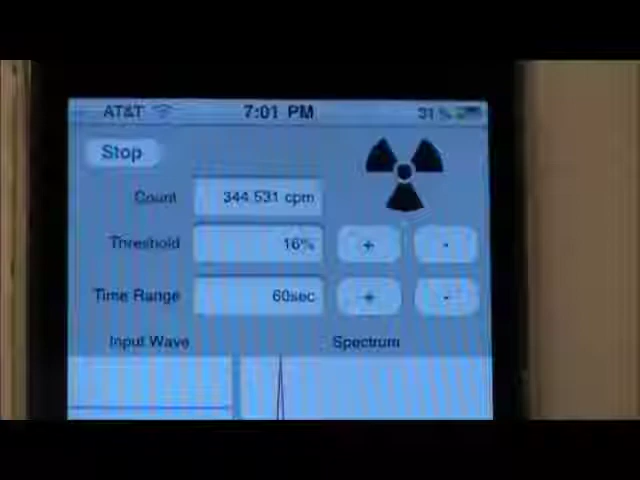 AT&T 7:01 PM 31%
Stop
Count 344.531 cpm
Threshold 16% + -
Time Range 60sec + -
Input Wave Spectrum